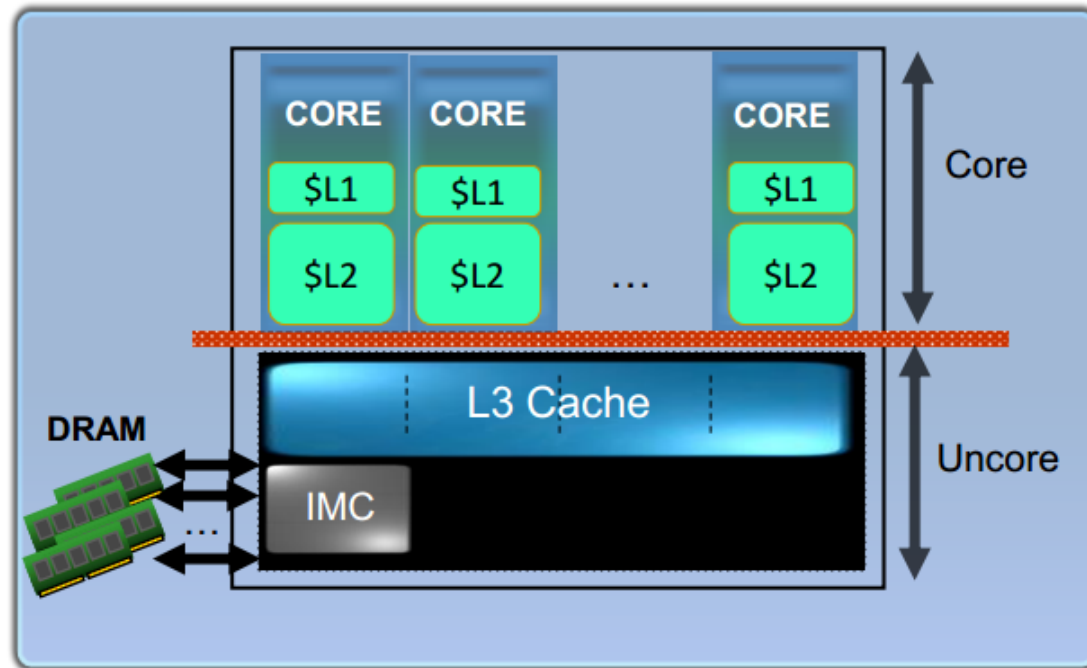 CORE CORE CORE
$L1 $L1 $L1
Core
$L2 $L2 ... $L2
L3 Cache
DRAM
Uncore
IMC
...